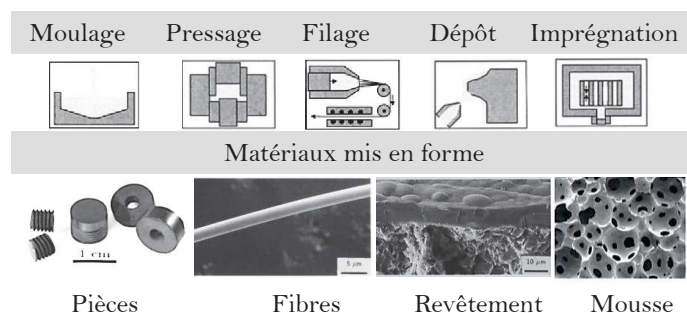 Moulage Pressage Filage Dépôt Imprégnation
Matériaux mis en forme
1 cm
5 µm
10 µm
Pièces Fibres Revêtement Mousse